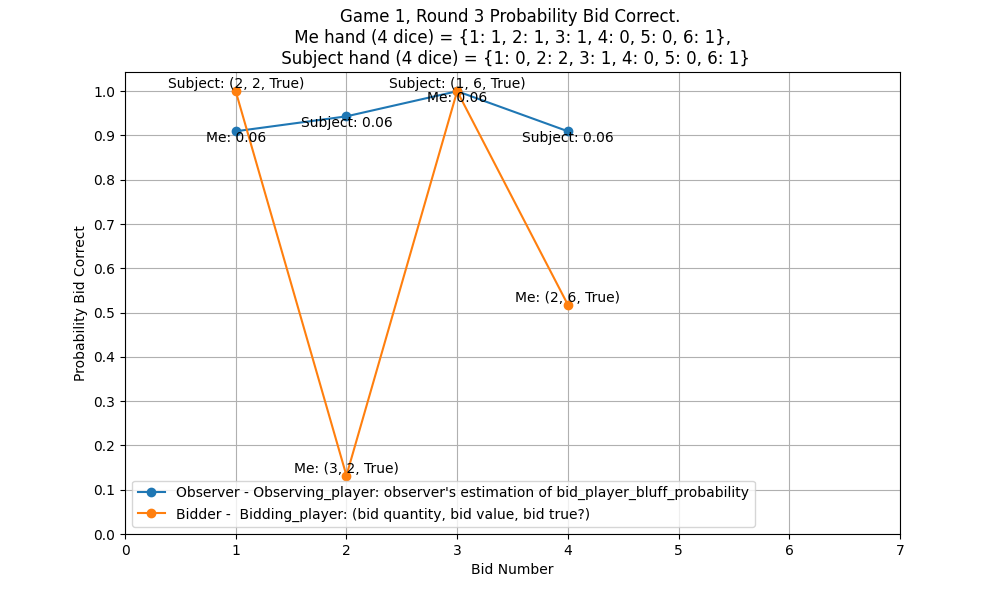 Game 1, Round 3 Probability Bid Correct.
Me hand (4 dice) = {1: 1, 2: 1, 3: 1, 4: 0, 5: 0, 6: 1},
Subject hand (4 dice) = {1: 0, 2: 2, 3: 1, 4: 0, 5: 0, 6: 1}
Subject: (2, 2, True)
Subject: (1, 6, True)
Me: 0.06
Subject: 0.06
Me: 0.06
Subject: 0.06
Me: (2, 6, True)
Me: (3, 2, True)
1.0
0.9
0.8
0.7
0.6
0.5
0.4
0.3
0.2
0.1
0.0
Probability Bid Correct
Observer - Observing_player: observer's estimation of bid_player_bluff_probability
Bidder -  Bidding_player: (bid quantity, bid value, bid true?)
0 1 2 3 4 5 6 7
Bid Number